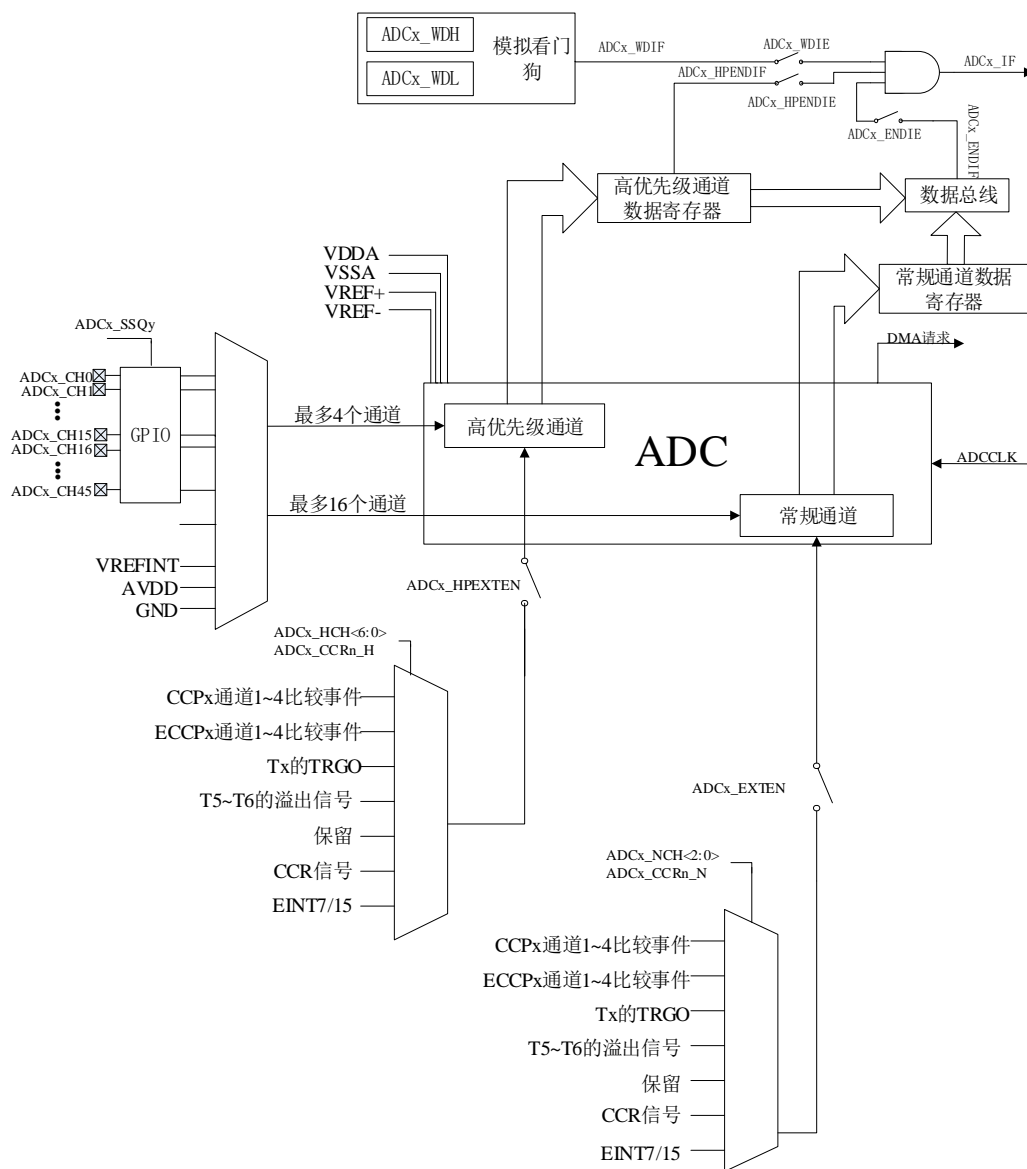 ADCx_WDH
ADCx_WDL
模拟看门
狗
ADCx_WDIF
ADCx_WDIE
ADCx_IF
ADCx_HPENDIF
ADCx_HPENDIE
ADCx_ENDIE
ADCx_ENDIF
高优先级通道
数据寄存器
数据总线
常规通道数据
寄存器
VDDA
VSSA
VREF+
VREF-
DMA请求
ADCx_SSQy
ADCx_CH0
ADCx_CH1
ADCx_CH15
ADCx_CH16
ADCx_CH45
GPIO
最多4个通道
高优先级通道
ADC
ADCCLK
最多16个通道
常规通道
VREFINT
AVDD
GND
ADCx_HPEXTEN
ADCx_HCH<6:0>
ADCx_CCRn_H
CCPx通道1~4比较事件
ECCPx通道1~4比较事件
Tx的TRGO
T5~T6的溢出信号
保留
CCR信号
EINT7/15
ADCx_EXTEN
ADCx_NCH<2:0>
ADCx_CCRn_N
CCPx通道1~4比较事件
ECCPx通道1~4比较事件
Tx的TRGO
T5~T6的溢出信号
保留
CCR信号
EINT7/15